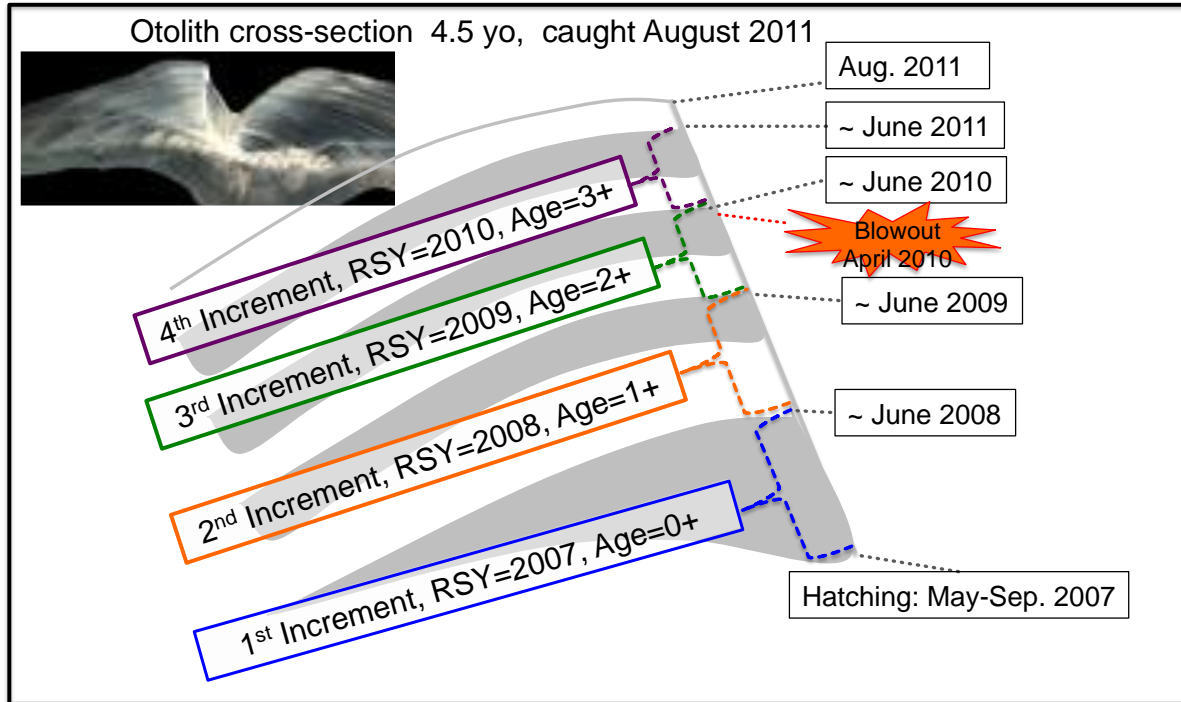 Otolith cross-section 4.5 yo, caught August 2011
Aug. 2011
~ June 2011
~ June 2010
Blowout
April 2010
~ June 2009
~ June 2008
Hatching: May-Sep. 2007
4th Increment, RSY=2010, Age=3+
3rd Increment, RSY=2009, Age=2+
2nd Increment, RSY=2008, Age=1+
1st Increment, RSY=2007, Age=0+